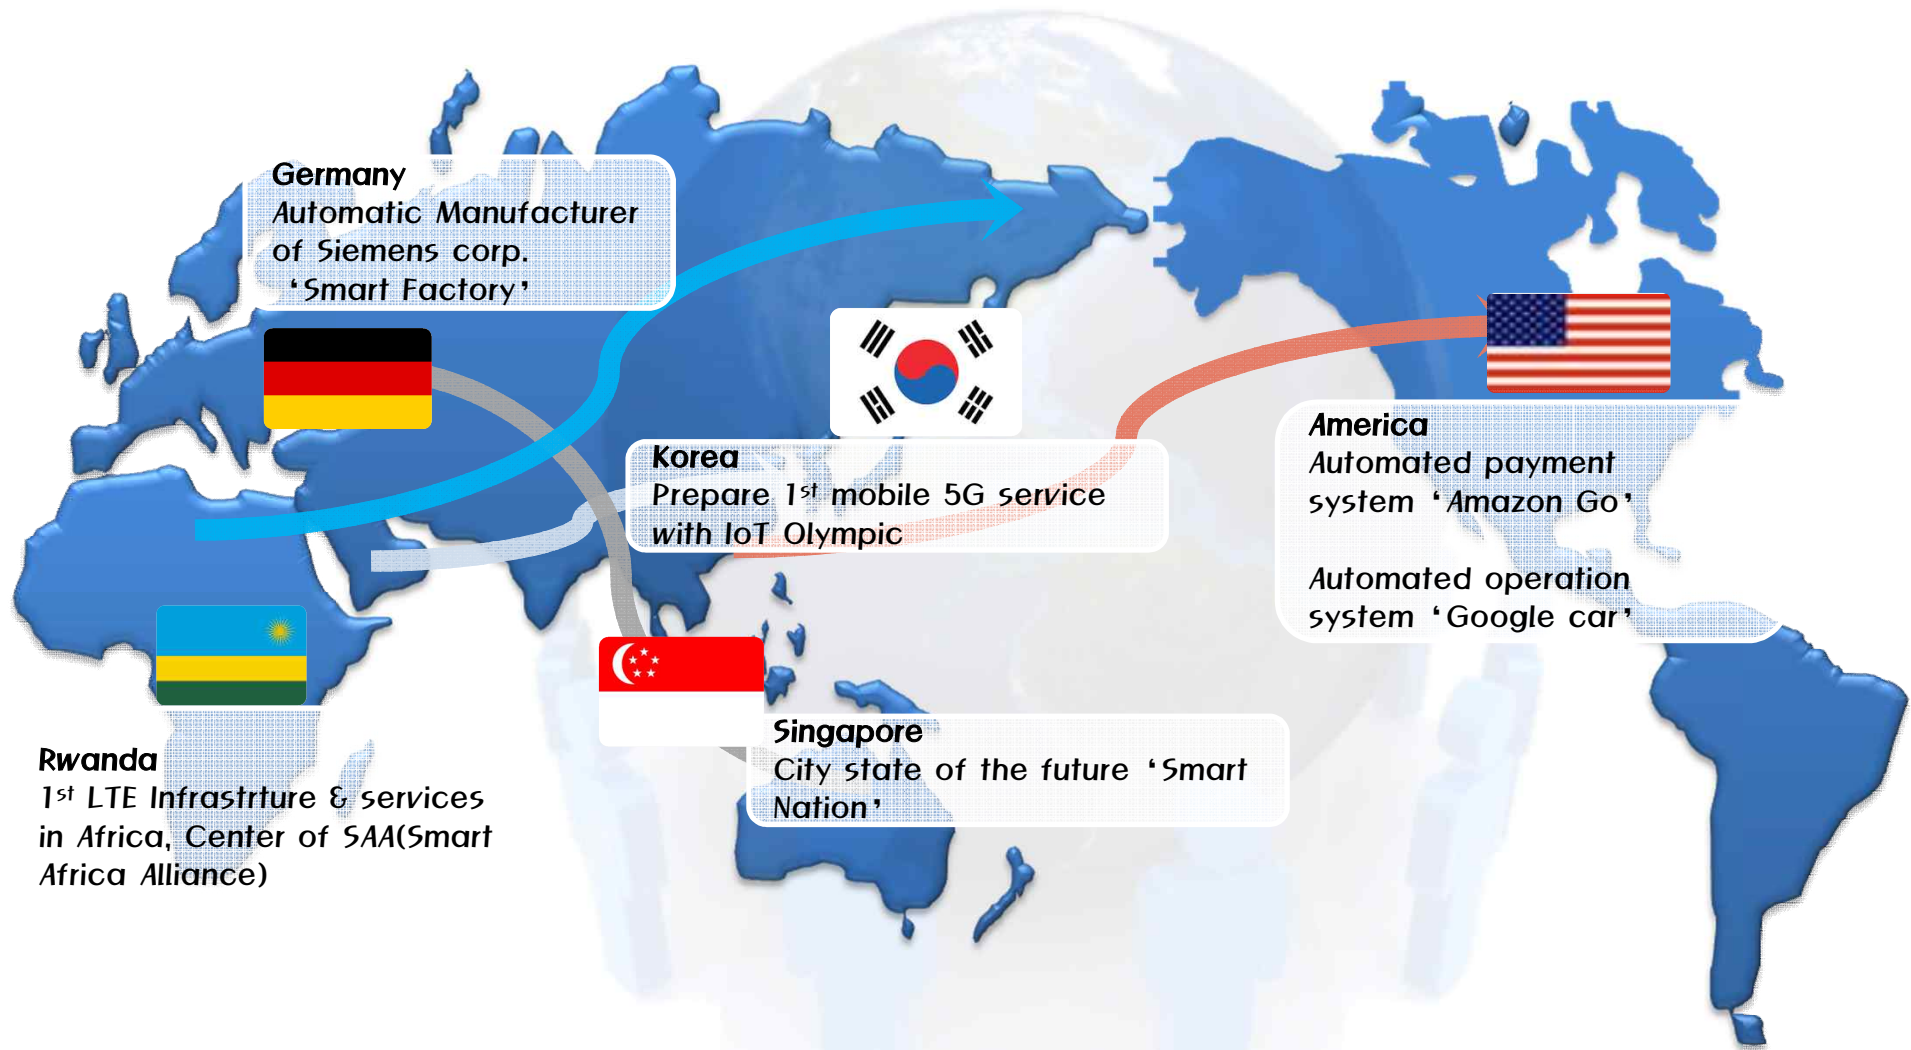 Germany
Automatic Manufacturer
of Siemens corp.
‘Smart Factory’
Korea
Prepare 1st mobile 5G service
with IoT Olympic
America
Automated payment
system ‘Amazon Go’
Automated operation
system ‘Google car’
Singapore
City state of the future ‘Smart
Nation’
Rwanda
1st LTE Infrastrture & services
in Africa, Center of SAA(Smart
Africa Alliance)